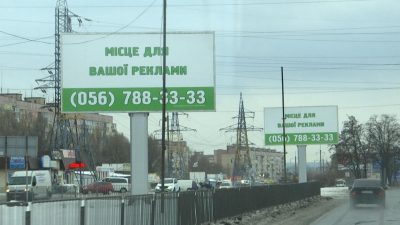 МІСЦЕ ДЛЯ
ВАШОЇ РЕКЛАМИ
(056) 788-33-33
МІСЦЕ ДЛЯ
ВАШОЇ РЕКЛАМИ
(056) 788-33-33